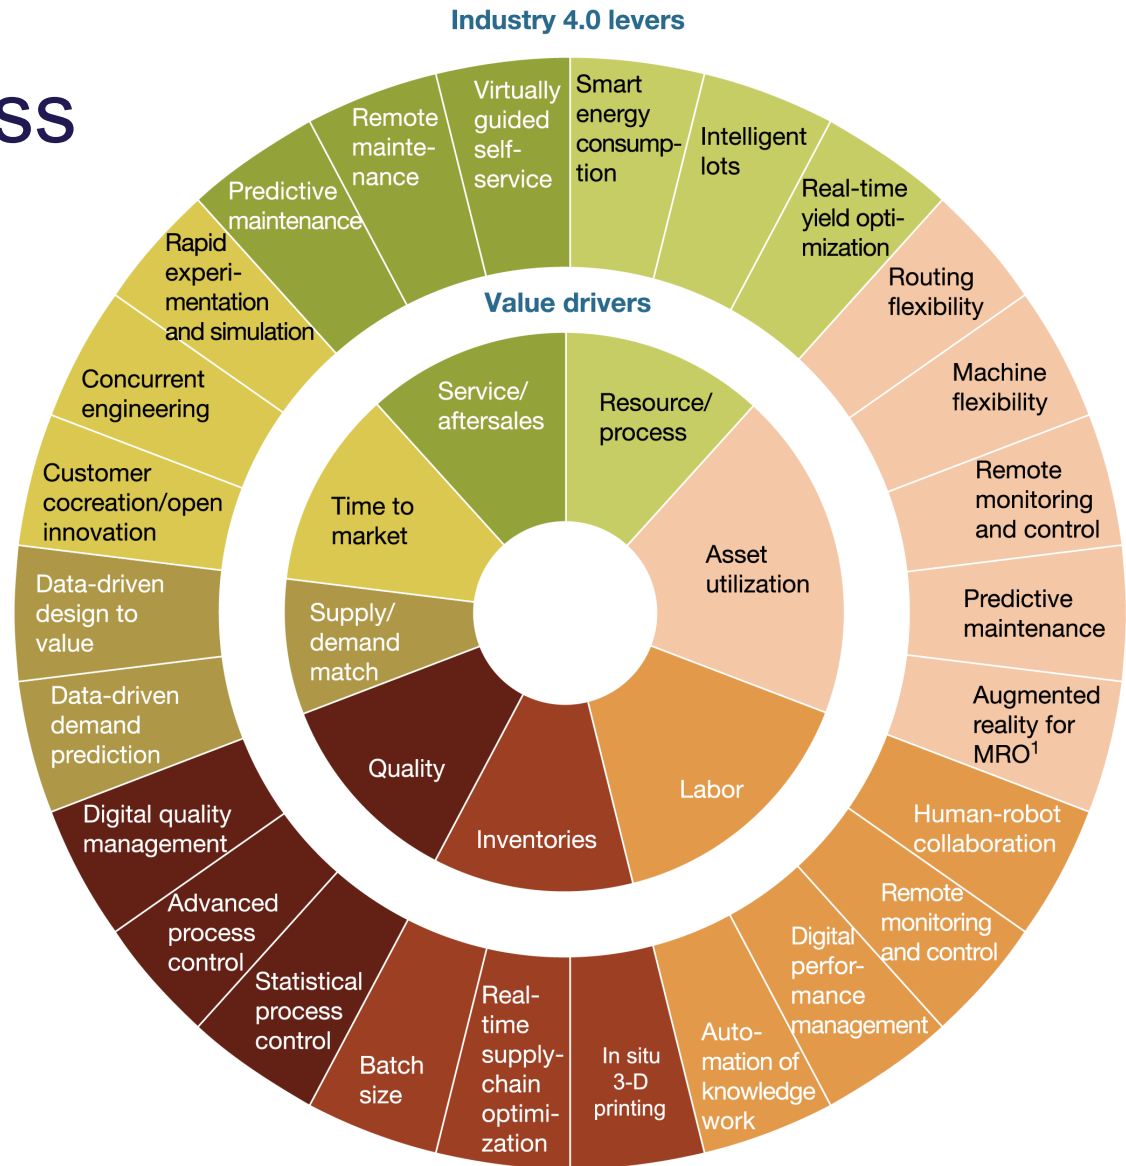 Industry 4.0 levers
ss
Smart
energy
consump-
tion
Intelligent
lots
Real-time
yield opti-
mization
Routing
flexibility
Machine
flexibility
Remote
monitoring
and control
Predictive
maintenance
Augmented
reality for
MRO1
Human-robot
collaboration
Remote
monitoring
and control
Digital
perfor-
mance
management
Auto-
mation of
knowledge
work
In situ
3-D
printing
Real-
time
supply-
chain
optimi-
zation
Batch
size
Statistical
process
control
Advanced
process
control
Digital quality
management
Data-driven
demand
prediction
Data-driven
design to
value
Customer
cocreation/open
innovation
Concurrent
engineering
Rapid
experi-
mentation
and simulation
Predictive
maintenance
Remote
mainte-
nance
Virtually
guided
self-
service
Value drivers
Resource/
process
Asset
utilization
Labor
Inventories
Quality
Supply/
demand
match
Time to
market
Service/
aftersales